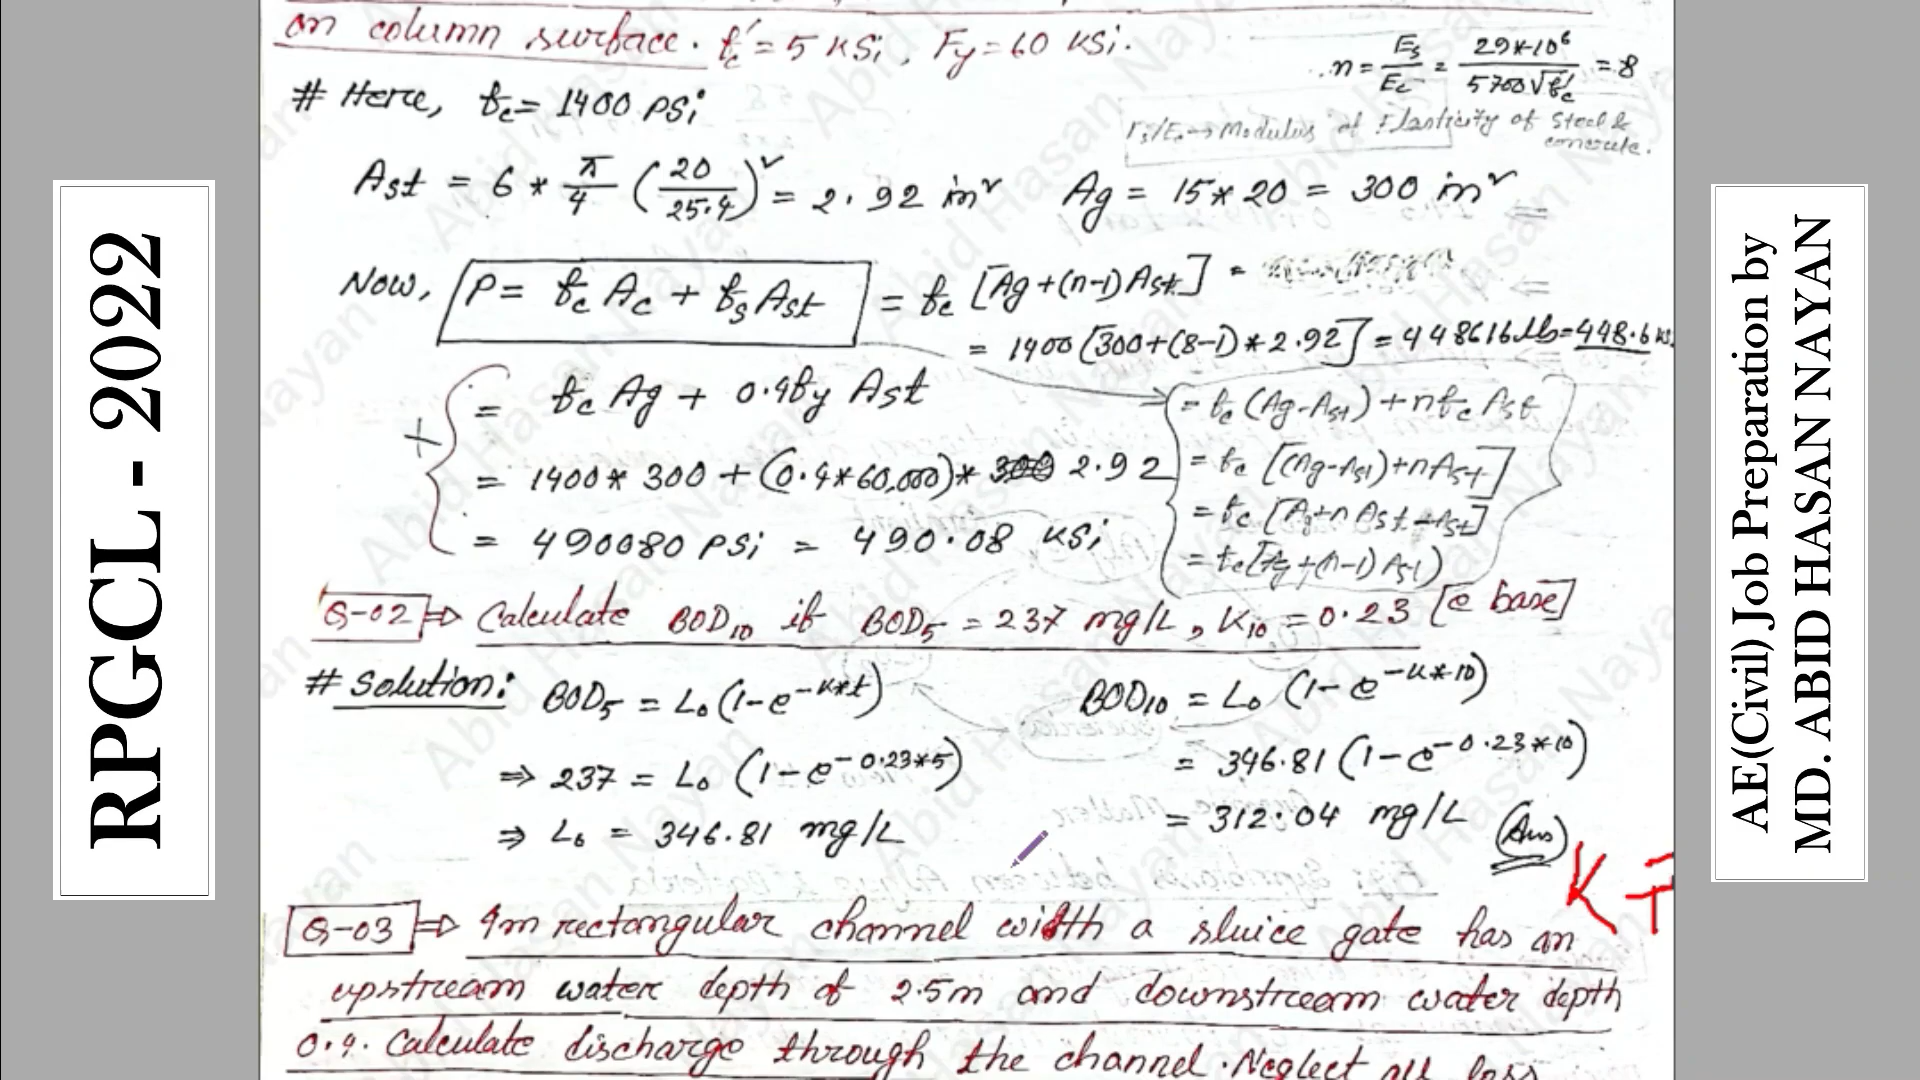 RPGCL - 2022
on column surface. fc' = 5 KSi, Fy = 60 KSi.
n = Es/Ec = 29*10^6 / 5700√fc' = 8
# Here, fc = 1400 PSi
Modulus of Elasticity of Steel & concrete.
Ast = 6 * π/4 (20/25.4)² = 2.92 in² Ag = 15*20 = 300 in²
Now, P = fc Ac + fs Ast = fc [Ag + (n-1) Ast] =
= 1400 [300 + (8-1) * 2.92] = 448616 lb = 448.6
= fc Ag + 0.4fy Ast
= 1400 * 300 + (0.4*60,000) * 2.92
= 490080 PSi = 490.08 KSi
= fc (Ag-Ast) + nfc Ast
= fc [(Ag-Ast) + nAst]
= fc [Ag+n Ast - Ast]
= fc [Ag + (n-1) Ast)
Q-02 ⇒ Calculate BOD10 if BOD5 = 237 mg/L, K10 = 0.23 [e base]
# Solution: BOD5 = L0 (1-e^-K*t)
⇒ 237 = L0 (1-e^-0.23*5)
⇒ L0 = 346.81 mg/L
BOD10 = L0 (1-e^-K*10)
= 346.81 (1-e^-0.23*10)
= 312.04 mg/L (Ans)
K T
Q-03 ⇒ 4m rectangular channel width a sluice gate has an
upstream water depth of 2.5m and downstream water depth
0.4. Calculate discharge through the channel. Neglect all loss
AE(Civil) Job Preparation by
MD. ABID HASAN NAYAN